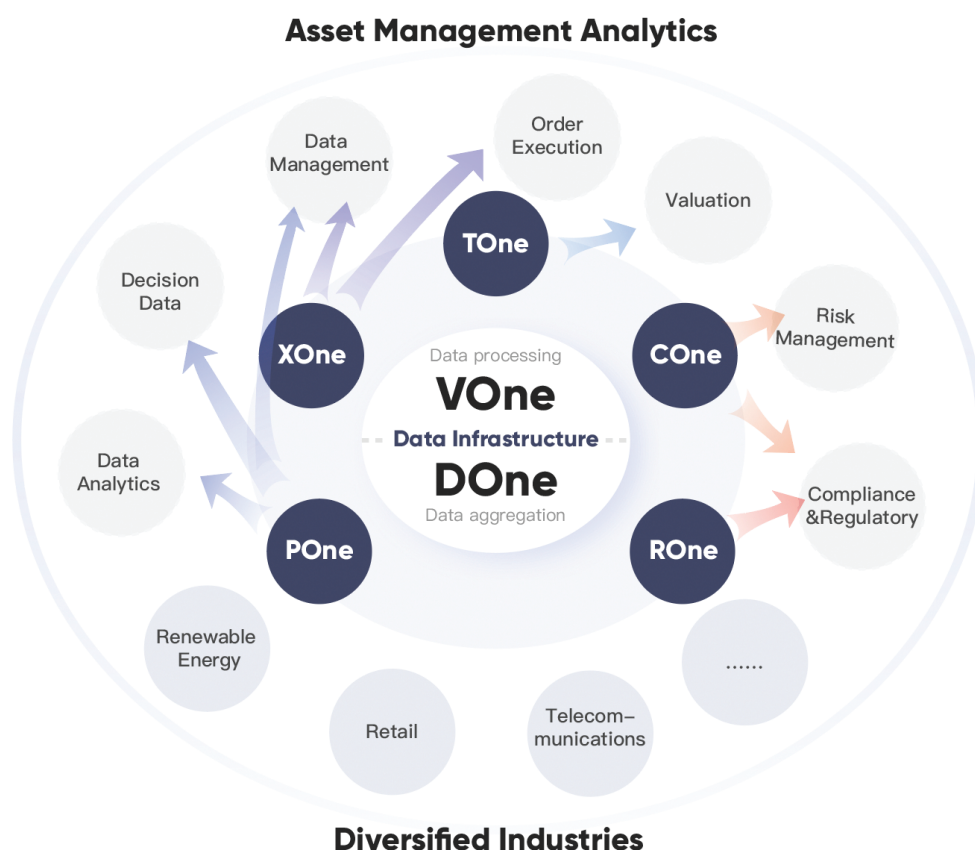 Asset Management Analytics
Order
Execution
Data
Management
Valuation
TOne
Decision
Data
Risk
Management
XOne
COne
Data processing
VOne
Data Infrastructure
DOne
Data aggregation
Data
Analytics
Compliance
&Regulatory
POne
ROne
Renewable
Energy
......
Retail
Telecom–
munications
Diversified Industries